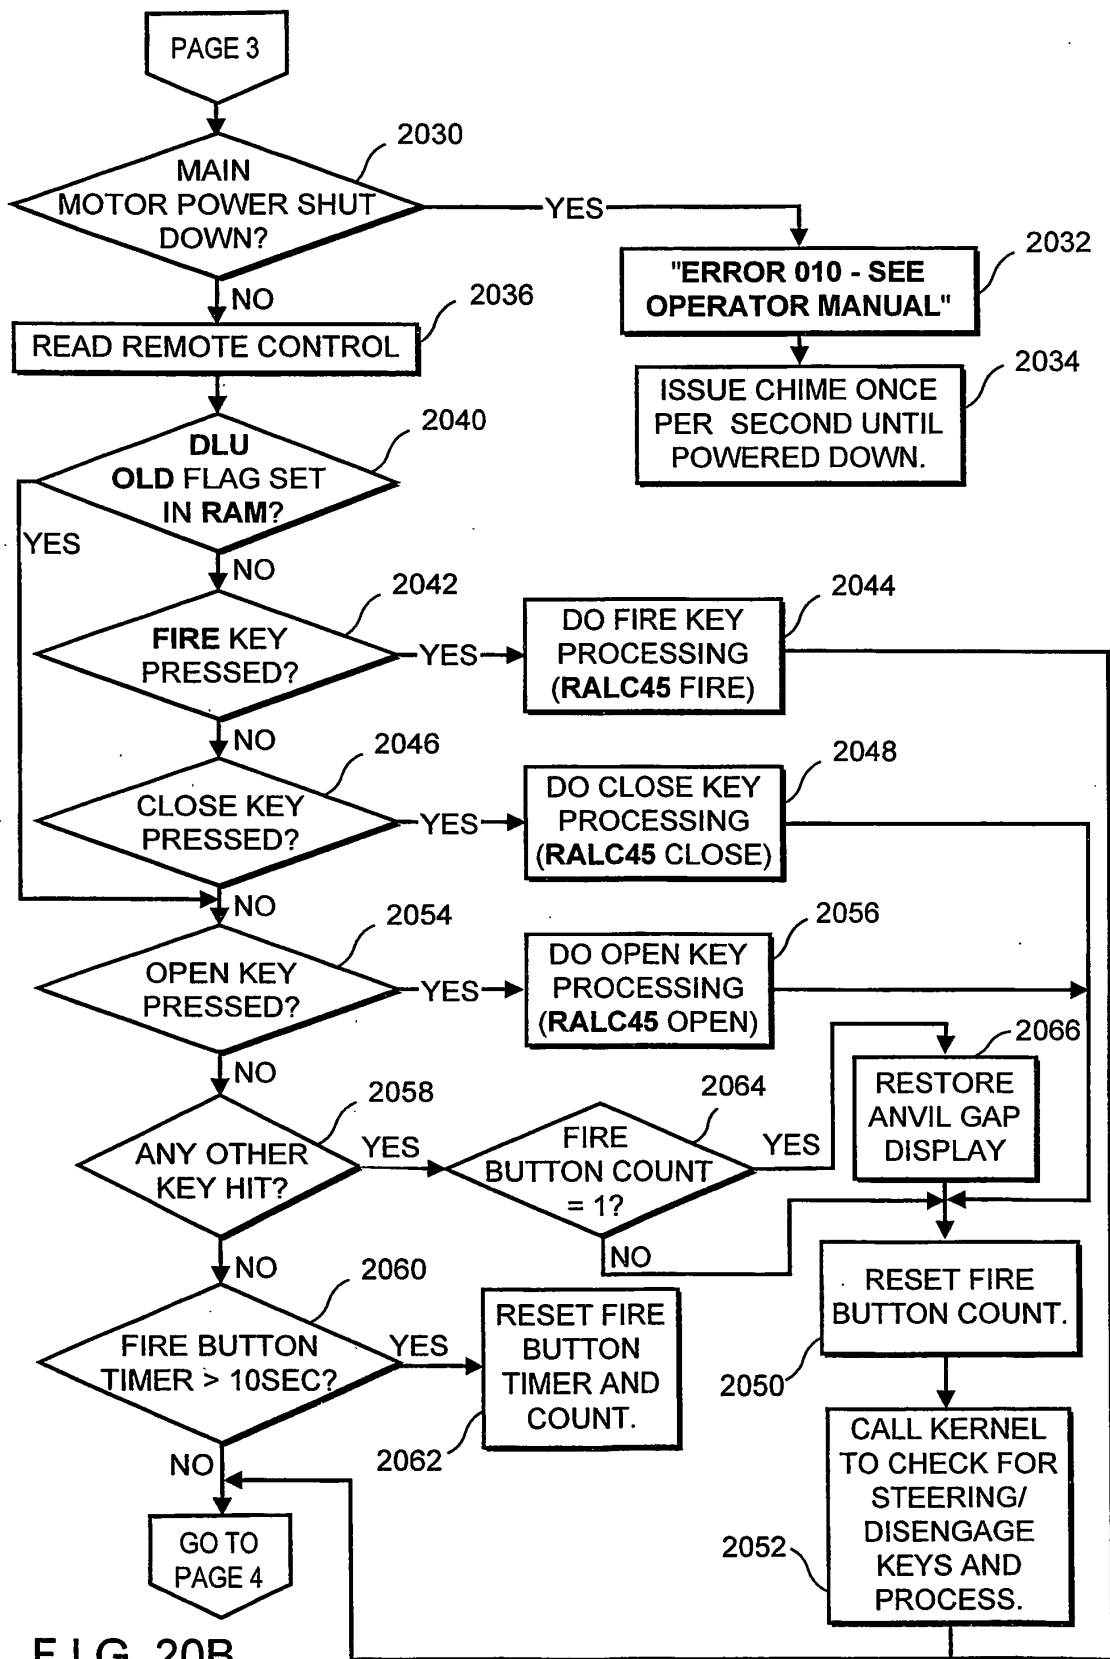 PAGE 3
2030
MAIN
MOTOR POWER SHUT
DOWN?
YES
2032
"ERROR 010 - SEE
OPERATOR MANUAL"
NO
2036
READ REMOTE CONTROL
2034
ISSUE CHIME ONCE
PER SECOND UNTIL
POWERED DOWN.
2040
DLU
OLD FLAG SET
IN RAM?
YES
NO
2042
FIRE KEY
PRESSED?
YES
2044
DO FIRE KEY
PROCESSING
(RALC45 FIRE)
NO
2046
CLOSE KEY
PRESSED?
YES
2048
DO CLOSE KEY
PROCESSING
(RALC45 CLOSE)
NO
2054
OPEN KEY
PRESSED?
YES
2056
DO OPEN KEY
PROCESSING
(RALC45 OPEN)
NO
2058
ANY OTHER
KEY HIT?
YES
2064
FIRE
BUTTON COUNT
= 1?
YES
2066
RESTORE
ANVIL GAP
DISPLAY
NO
NO
2060
FIRE BUTTON
TIMER > 10SEC?
YES
RESET FIRE
BUTTON
TIMER AND
COUNT.
2062
RESET FIRE
BUTTON COUNT.
2050
CALL KERNEL
TO CHECK FOR
STEERING/
DISENGAGE
KEYS AND
PROCESS.
2052
NO
GO TO
PAGE 4
FIG. 20B